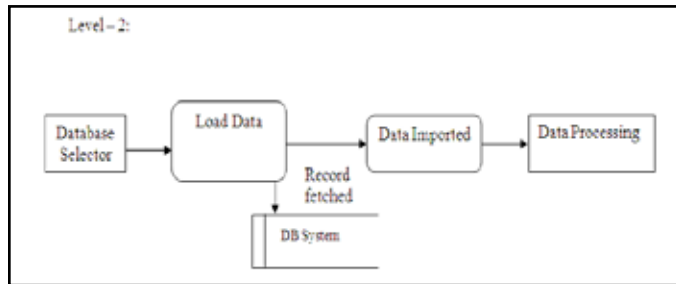 Level – 2:
Database
Selector
Load Data
Data Imported
Data Processing
Record
fetched
DB System